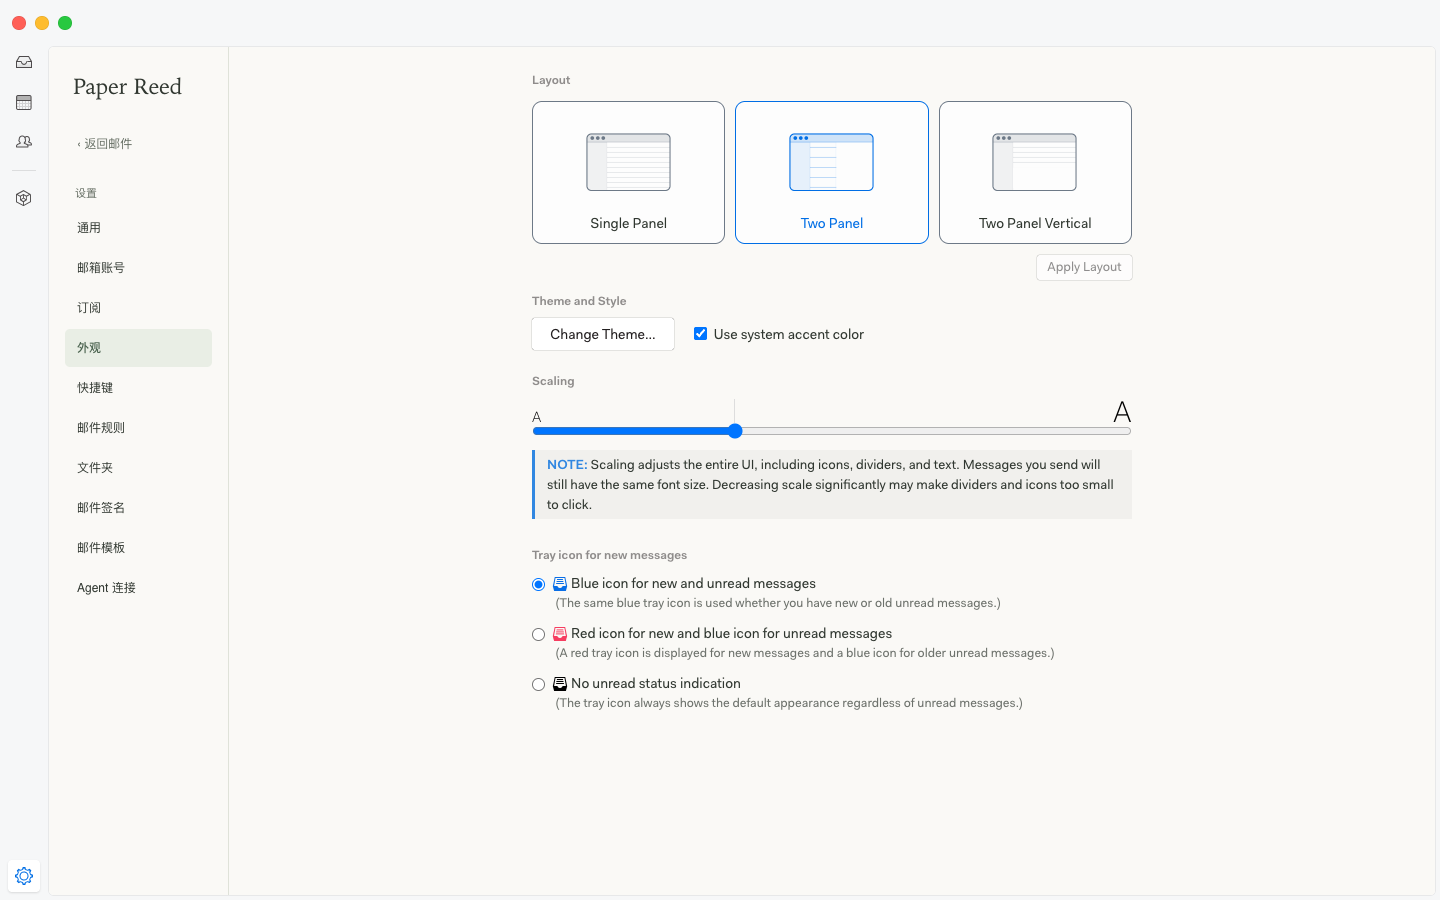 Paper Reed
‹ 返回邮件
设置
通用
邮箱账号
订阅
外观
快捷键
邮件规则
文件夹
邮件签名
邮件模板
Agent 连接
Layout
Single Panel
Two Panel
Two Panel Vertical
Apply Layout
Theme and Style
Change Theme...
Use system accent color
Scaling
A
A
NOTE: Scaling adjusts the entire UI, including icons, dividers, and text. Messages you send will
still have the same font size. Decreasing scale significantly may make dividers and icons too small
to click.
Tray icon for new messages
Blue icon for new and unread messages
(The same blue tray icon is used whether you have new or old unread messages.)
Red icon for new and blue icon for unread messages
(A red tray icon is displayed for new messages and a blue icon for older unread messages.)
No unread status indication
(The tray icon always shows the default appearance regardless of unread messages.)